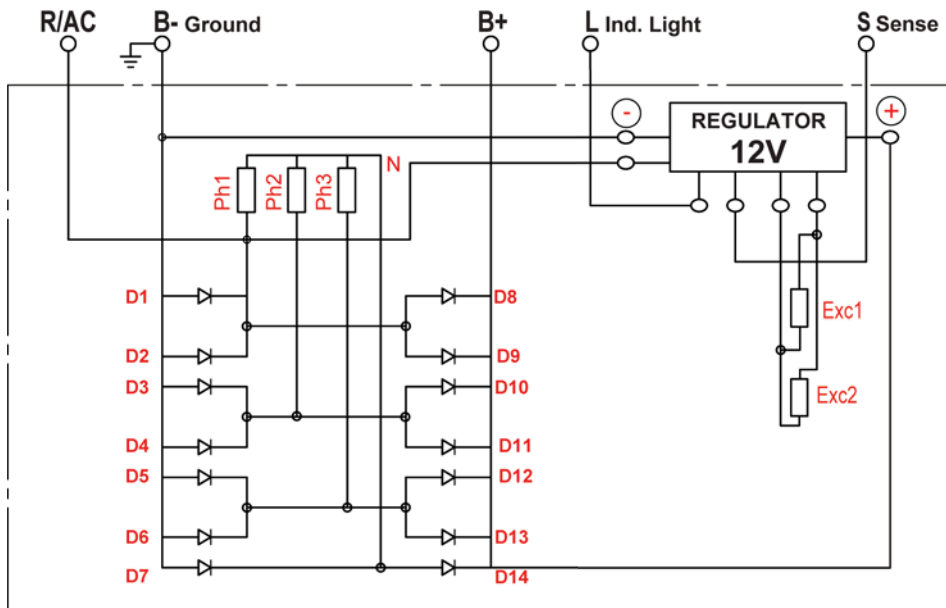 R/AC B- Ground B+ L Ind. Light S Sense
- +
REGULATOR
12V
N
Ph1 Ph2 Ph3
D1 D8
Exc1
D2 D9
D3 D10
Exc2
D4 D11
D5 D12
D6 D13
D7 D14